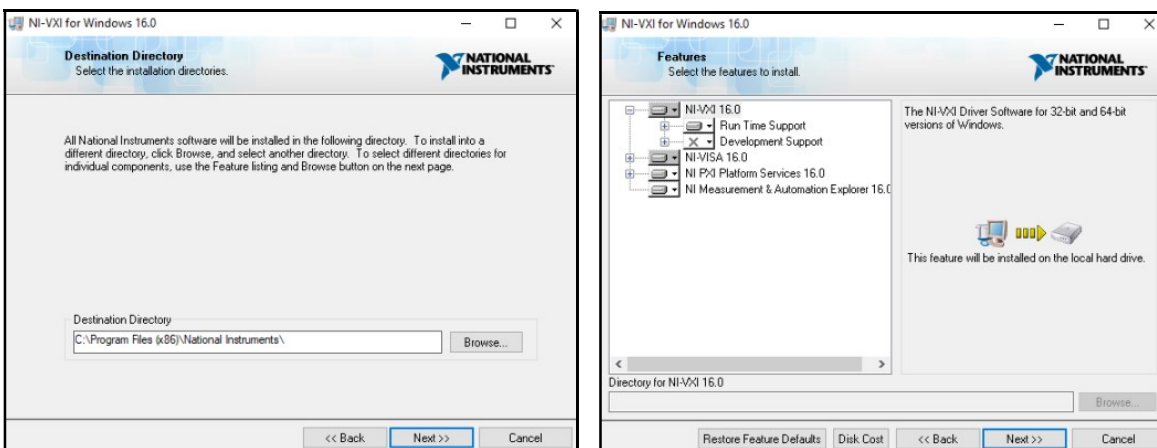 NI-VXI for Windows 16.0
Destination Directory
Select the installation directories.
NATIONAL
INSTRUMENTS
All National Instruments software will be installed in the following directory. To install into a
different directory, click Browse, and select another directory. To select different directories for
individual components, use the Feature listing and Browse button on the next page.
Destination Directory
C:\Program Files (x86)\National Instruments\
Browse...
<< Back
Next >>
Cancel
NI-VXI for Windows 16.0
Features
Select the features to install.
NATIONAL
INSTRUMENTS
NI-VXI 16.0
Run Time Support
Development Support
NI-VISA 16.0
NI PXI Platform Services 16.0
NI Measurement & Automation Explorer 16.0
The NI-VXI Driver Software for 32-bit and 64-bit
versions of Windows.
This feature will be installed on the local hard drive.
Directory for NI-VXI 16.0
Browse...
Restore Feature Defaults
Disk Cost
<< Back
Next >>
Cancel